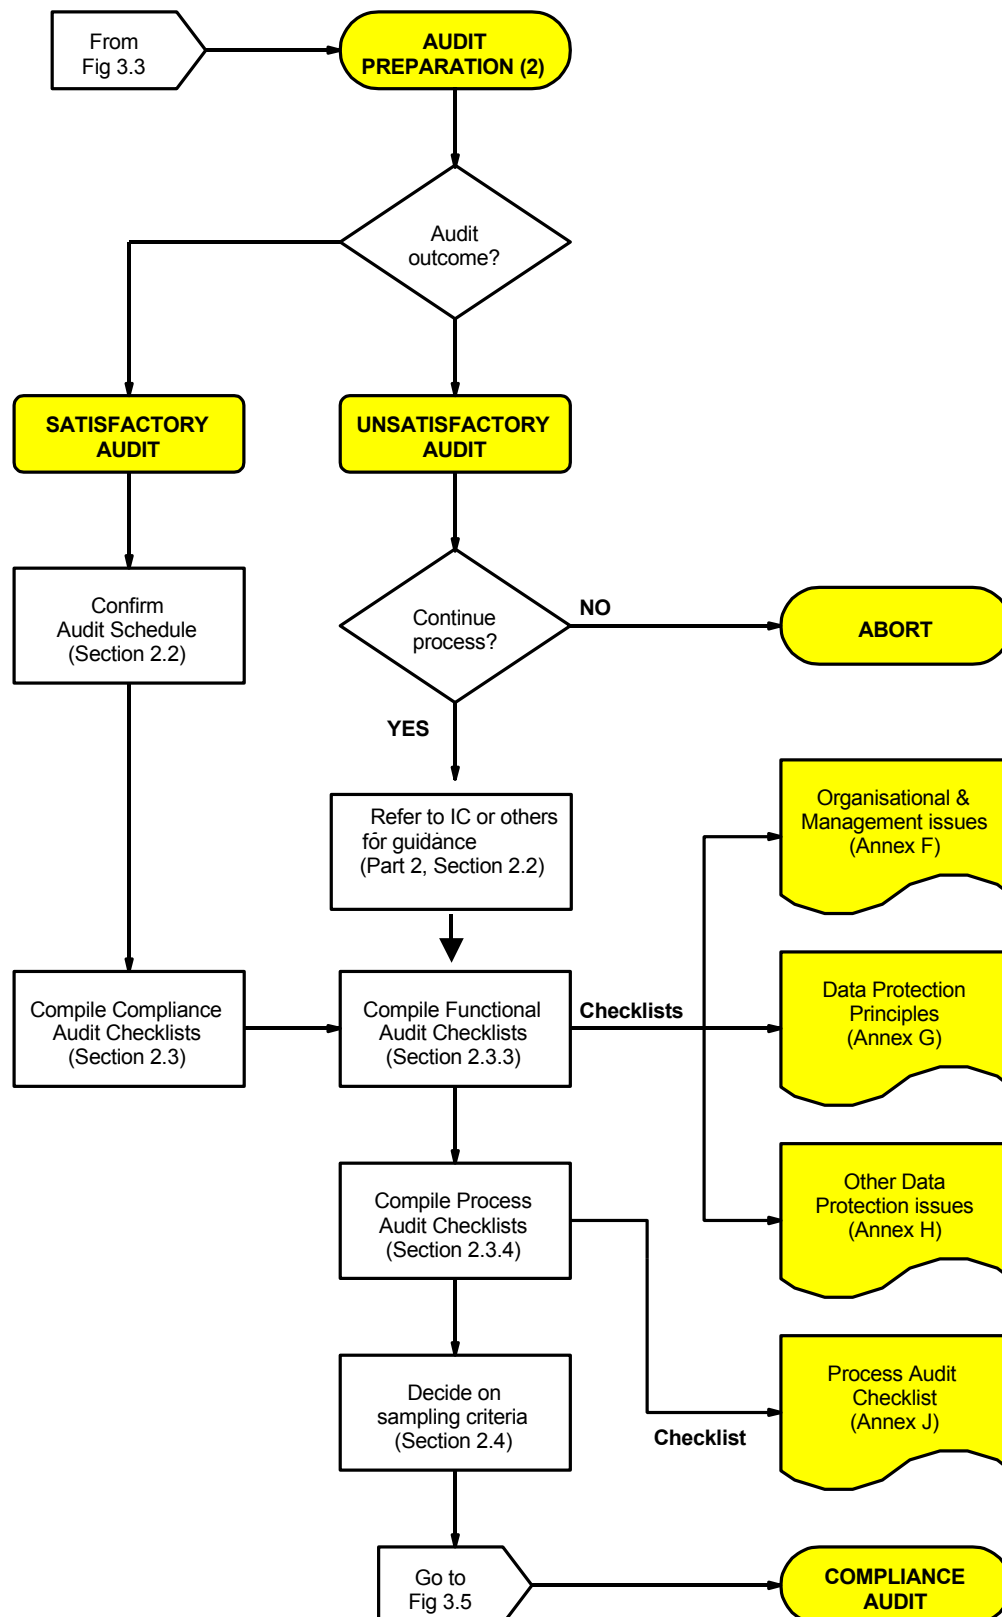 From
Fig 3.3
AUDIT
PREPARATION (2)
Audit
outcome?
SATISFACTORY
AUDIT
UNSATISFACTORY
AUDIT
Confirm
Audit Schedule
(Section 2.2)
Continue
process?
NO
ABORT
YES
Refer to IC or others
for guidance
(Part 2, Section 2.2)
Organisational &
Management issues
(Annex F)
Compile Compliance
Audit Checklists
(Section 2.3)
Compile Functional
Audit Checklists
(Section 2.3.3)
Checklists
Data Protection
Principles
(Annex G)
Compile Process
Audit Checklists
(Section 2.3.4)
Other Data
Protection issues
(Annex H)
Decide on
sampling criteria
(Section 2.4)
Checklist
Process Audit
Checklist
(Annex J)
Go to
Fig 3.5
COMPLIANCE
AUDIT